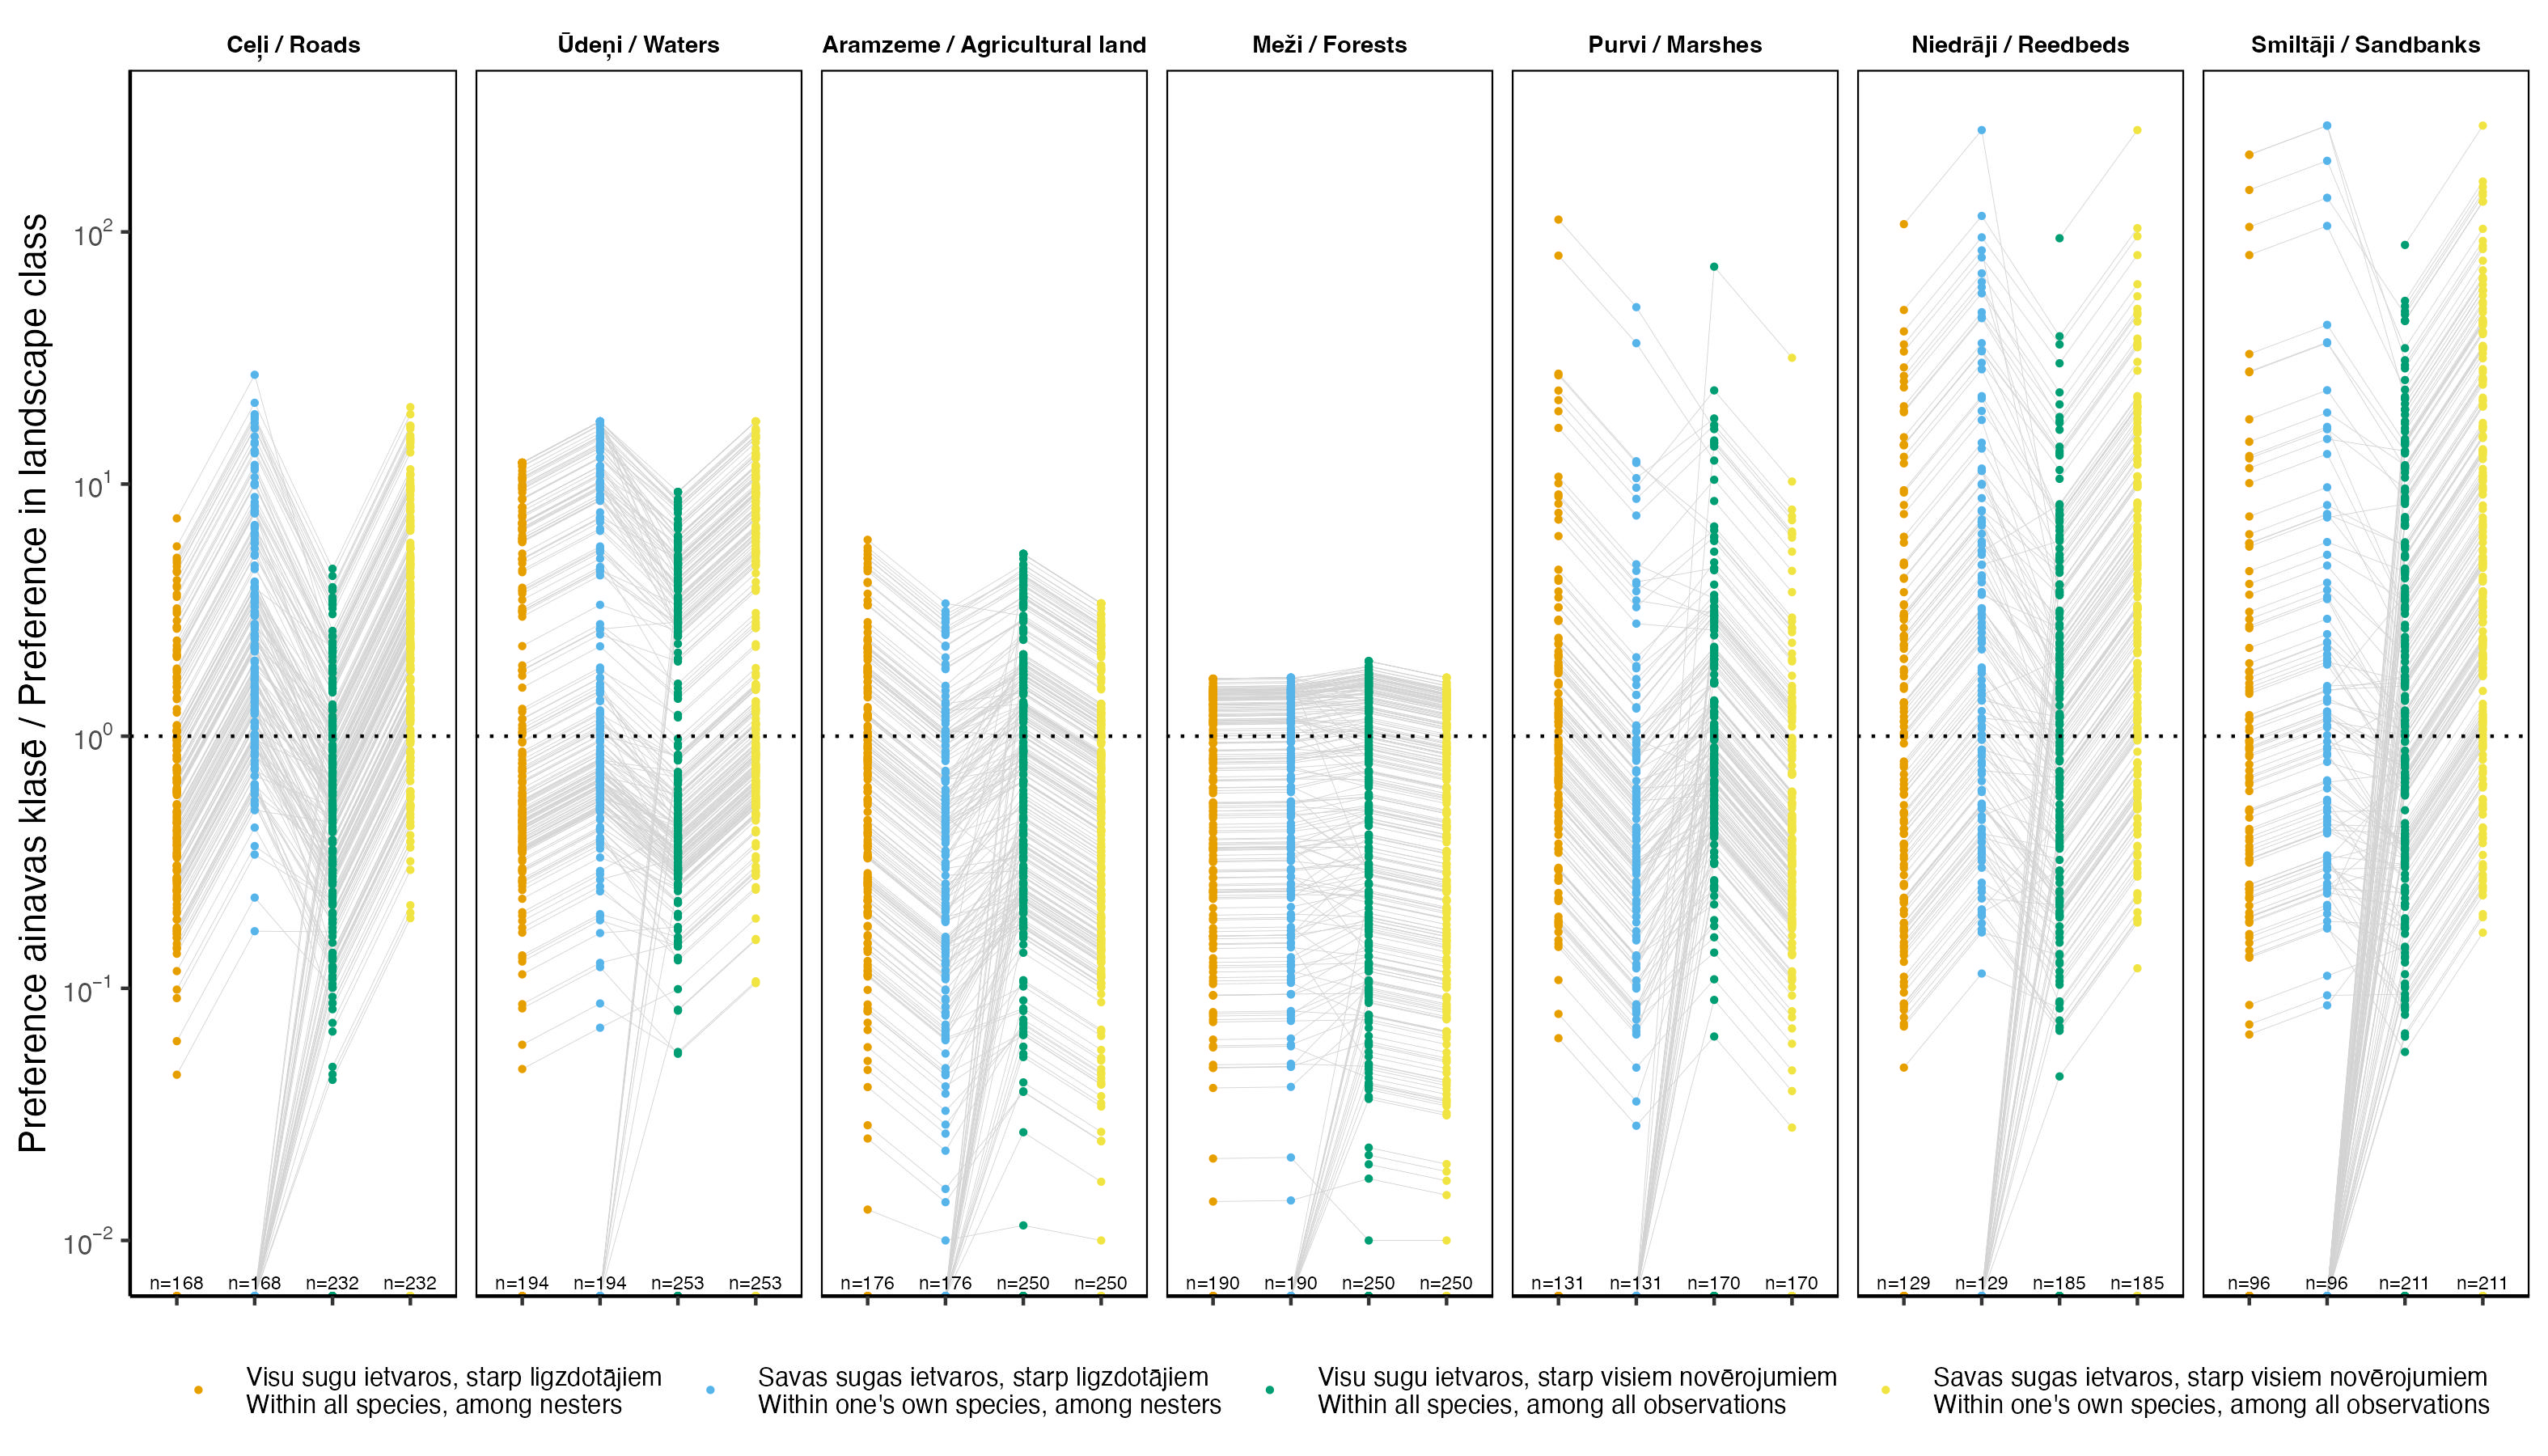 Ceļi / Roads
Ūdeņi / Waters
Aramzeme / Agricultural land
Meži / Forests
Purvi / Marshes
Niedrāji / Reedbeds
Smiltāji / Sandbanks
Preference ainavas klasē / Preference in landscape class
10²
10¹
10⁰
10⁻¹
10⁻²
n=168 n=168 n=232 n=232
n=194 n=194 n=253 n=253
n=176 n=176 n=250 n=250
n=190 n=190 n=250 n=250
n=131 n=131 n=170 n=170
n=129 n=129 n=185 n=185
n=96 n=96 n=211 n=211
Visu sugu ietvaros, starp ligzdotājiem
Within all species, among nesters
Savas sugas ietvaros, starp ligzdotājiem
Within one's own species, among nesters
Visu sugu ietvaros, starp visiem novērojumiem
Within all species, among all observations
Savas sugas ietvaros, starp visiem novērojumiem
Within one's own species, among all observations